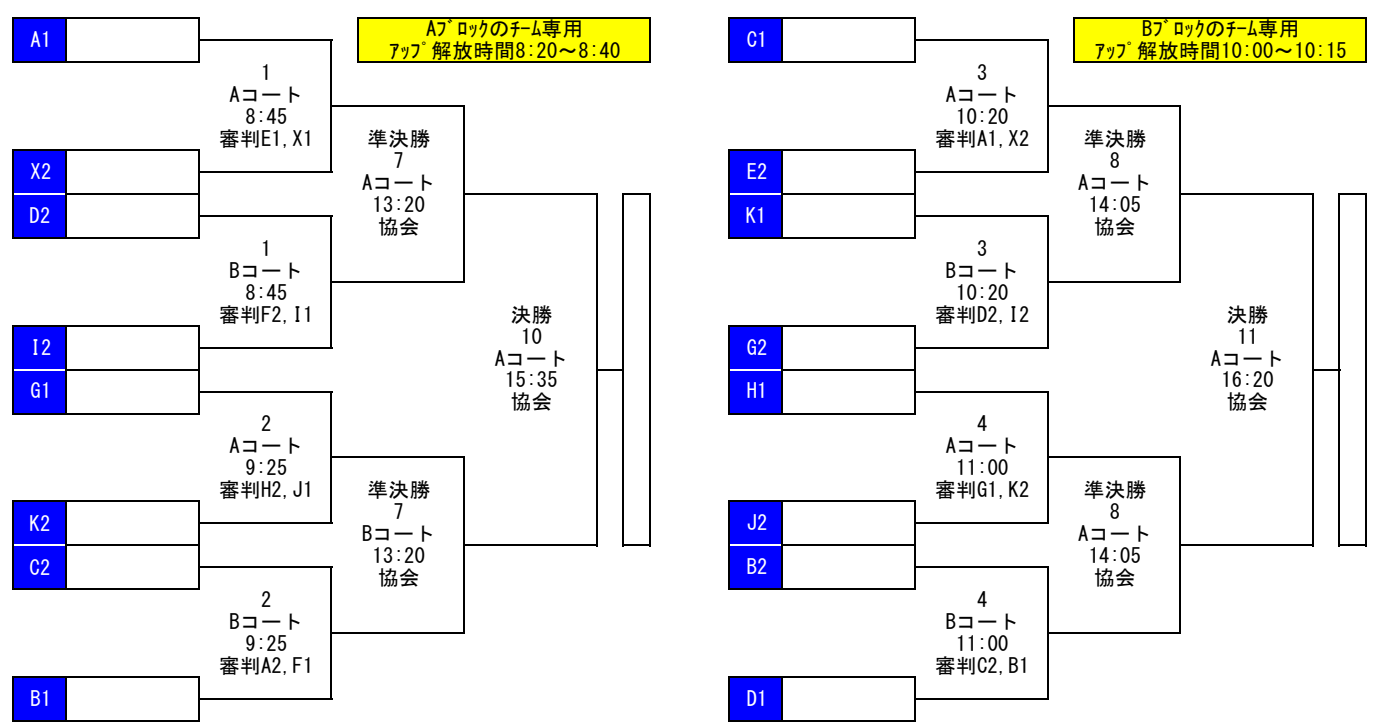 A1
Aﾌﾞﾛｯｸのﾁｰﾑ専用
ｱｯﾌﾟ解放時間8:20～8:40
1
Aコート
8:45
審判E1,X1
X2
D2
準決勝
7
Aコート
13:20
協会
1
Bコート
8:45
審判F2,I1
I2
G1
決勝
10
Aコート
15:35
協会
2
Aコート
9:25
審判H2,J1
K2
C2
準決勝
7
Bコート
13:20
協会
2
Bコート
9:25
審判A2,F1
B1
C1
Bﾌﾞﾛｯｸのﾁｰﾑ専用
ｱｯﾌﾟ解放時間10:00～10:15
3
Aコート
10:20
審判A1,X2
E2
K1
準決勝
8
Aコート
14:05
協会
3
Bコート
10:20
審判D2,I2
G2
H1
決勝
11
Aコート
16:20
協会
4
Aコート
11:00
審判G1,K2
J2
B2
準決勝
8
Aコート
14:05
協会
4
Bコート
11:00
審判C2,B1
D1